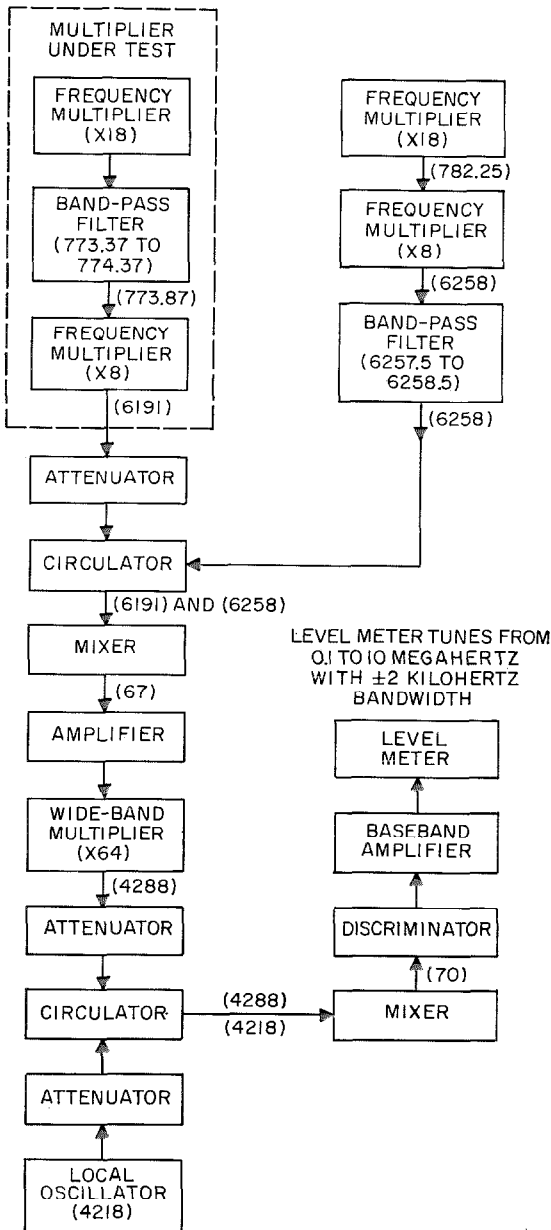 MULTIPLIER
UNDER TEST
FREQUENCY
MULTIPLIER
(X18)
BAND-PASS
FILTER
(773.37 TO
774.37)
(773.87)
FREQUENCY
MULTIPLIER
(X8)
(6191)
ATTENUATOR
CIRCULATOR
(6191) AND (6258)
MIXER
(67)
AMPLIFIER
WIDE-BAND
MULTIPLIER
(X64)
(4288)
ATTENUATOR
CIRCULATOR
ATTENUATOR
LOCAL
OSCILLATOR
(4218)
FREQUENCY
MULTIPLIER
(X18)
(782.25)
FREQUENCY
MULTIPLIER
(X8)
(6258)
BAND-PASS
FILTER
(6257.5 TO
6258.5)
(6258)
LEVEL METER TUNES FROM
0.1 TO 10 MEGAHERTZ
WITH ±2 KILOHERTZ
BANDWIDTH
LEVEL
METER
BASEBAND
AMPLIFIER
DISCRIMINATOR
(70)
MIXER
(4288)
(4218)